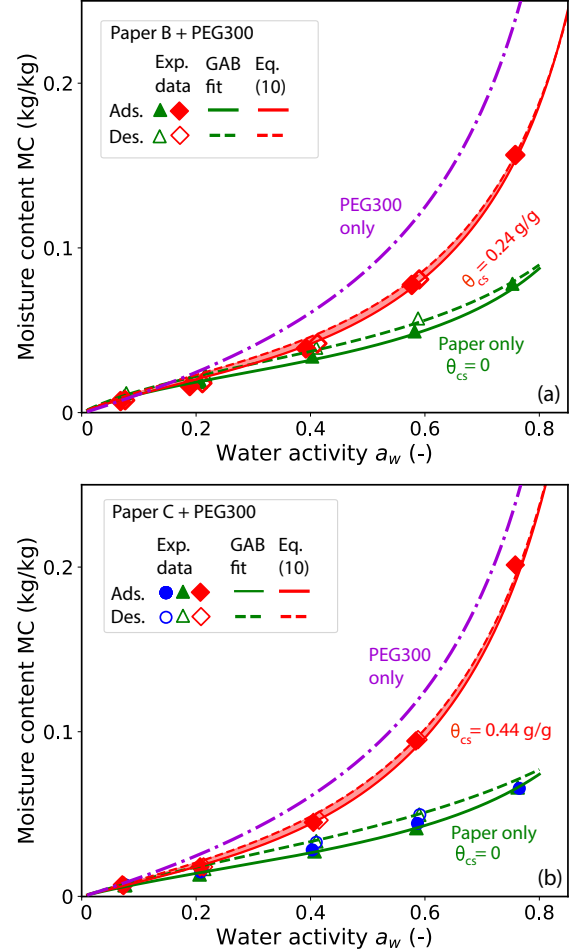 Paper B + PEG300
Exp. data GAB fit Eq. (10)
Ads.
Des.
PEG300 only
θcs = 0.24 g/g
Paper only θcs = 0
(a)
Moisture content MC (kg/kg)
0.2
0.1
0
0.2 0.4 0.6 0.8
Water activity aw (-)
Paper C + PEG300
Exp. data GAB fit Eq. (10)
Ads.
Des.
PEG300 only
θcs = 0.44 g/g
Paper only θcs = 0
(b)
Moisture content MC (kg/kg)
0.2
0.1
0
0 0.2 0.4 0.6 0.8
Water activity aw (-)